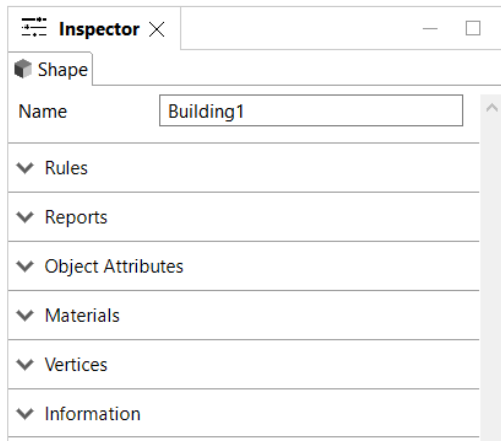 Inspector
Shape
Name Building1
Rules
Reports
Object Attributes
Materials
Vertices
Information